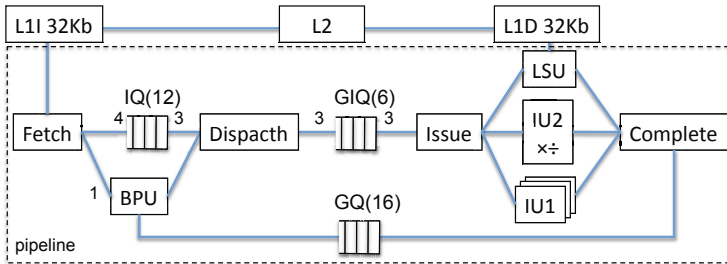 L1I 32Kb
L2
L1D 32Kb
LSU
IQ(12)
GIQ(6)
4
3
3
3
Fetch
Dispacth
Issue
IU2
×÷
Complete
1
BPU
IU1
GQ(16)
pipeline